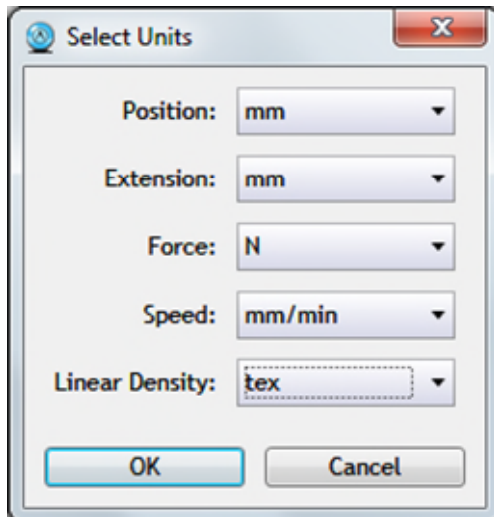 Select Units
Position: mm
Extension: mm
Force: N
Speed: mm/min
Linear Density: tex
OK Cancel